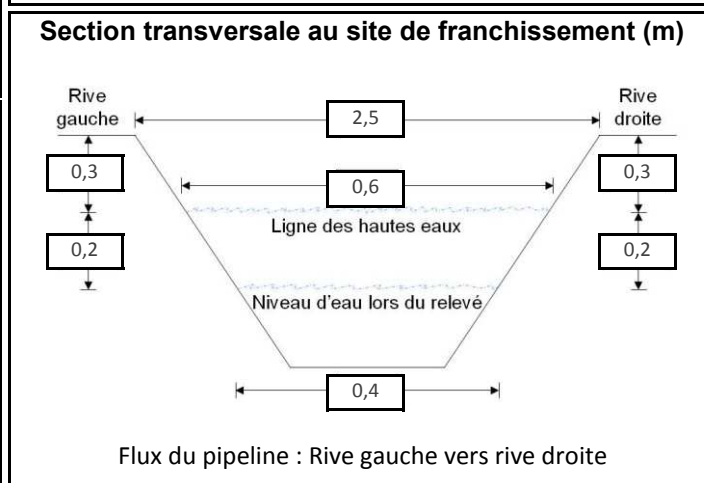 Section transversale au site de franchissement (m)
Rive
gauche
2,5
Rive
droite
0,3
0,6
0,3
Ligne des hautes eaux
0,2
0,2
Niveau d'eau lors du relevé
0,4
Flux du pipeline : Rive gauche vers rive droite